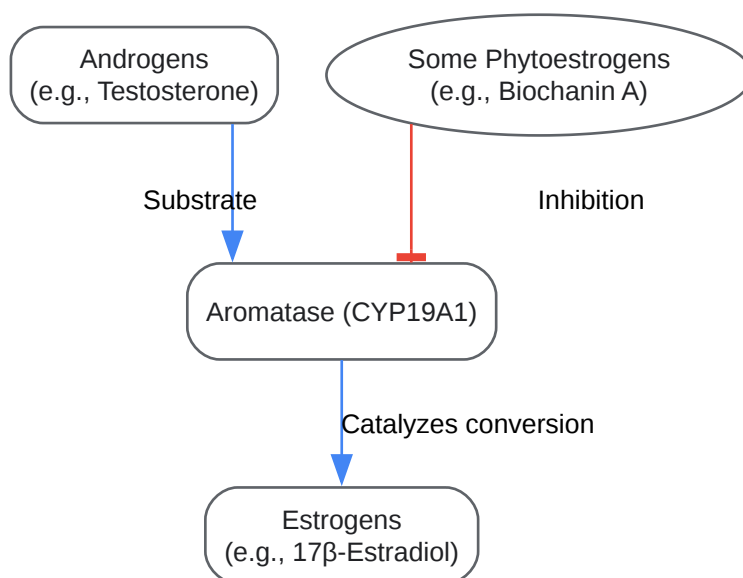 Androgens
(e.g., Testosterone)
Some Phytoestrogens
(e.g., Biochanin A)
Substrate
Inhibition
Aromatase (CYP19A1)
Catalyzes conversion
Estrogens
(e.g., 17β-Estradiol)